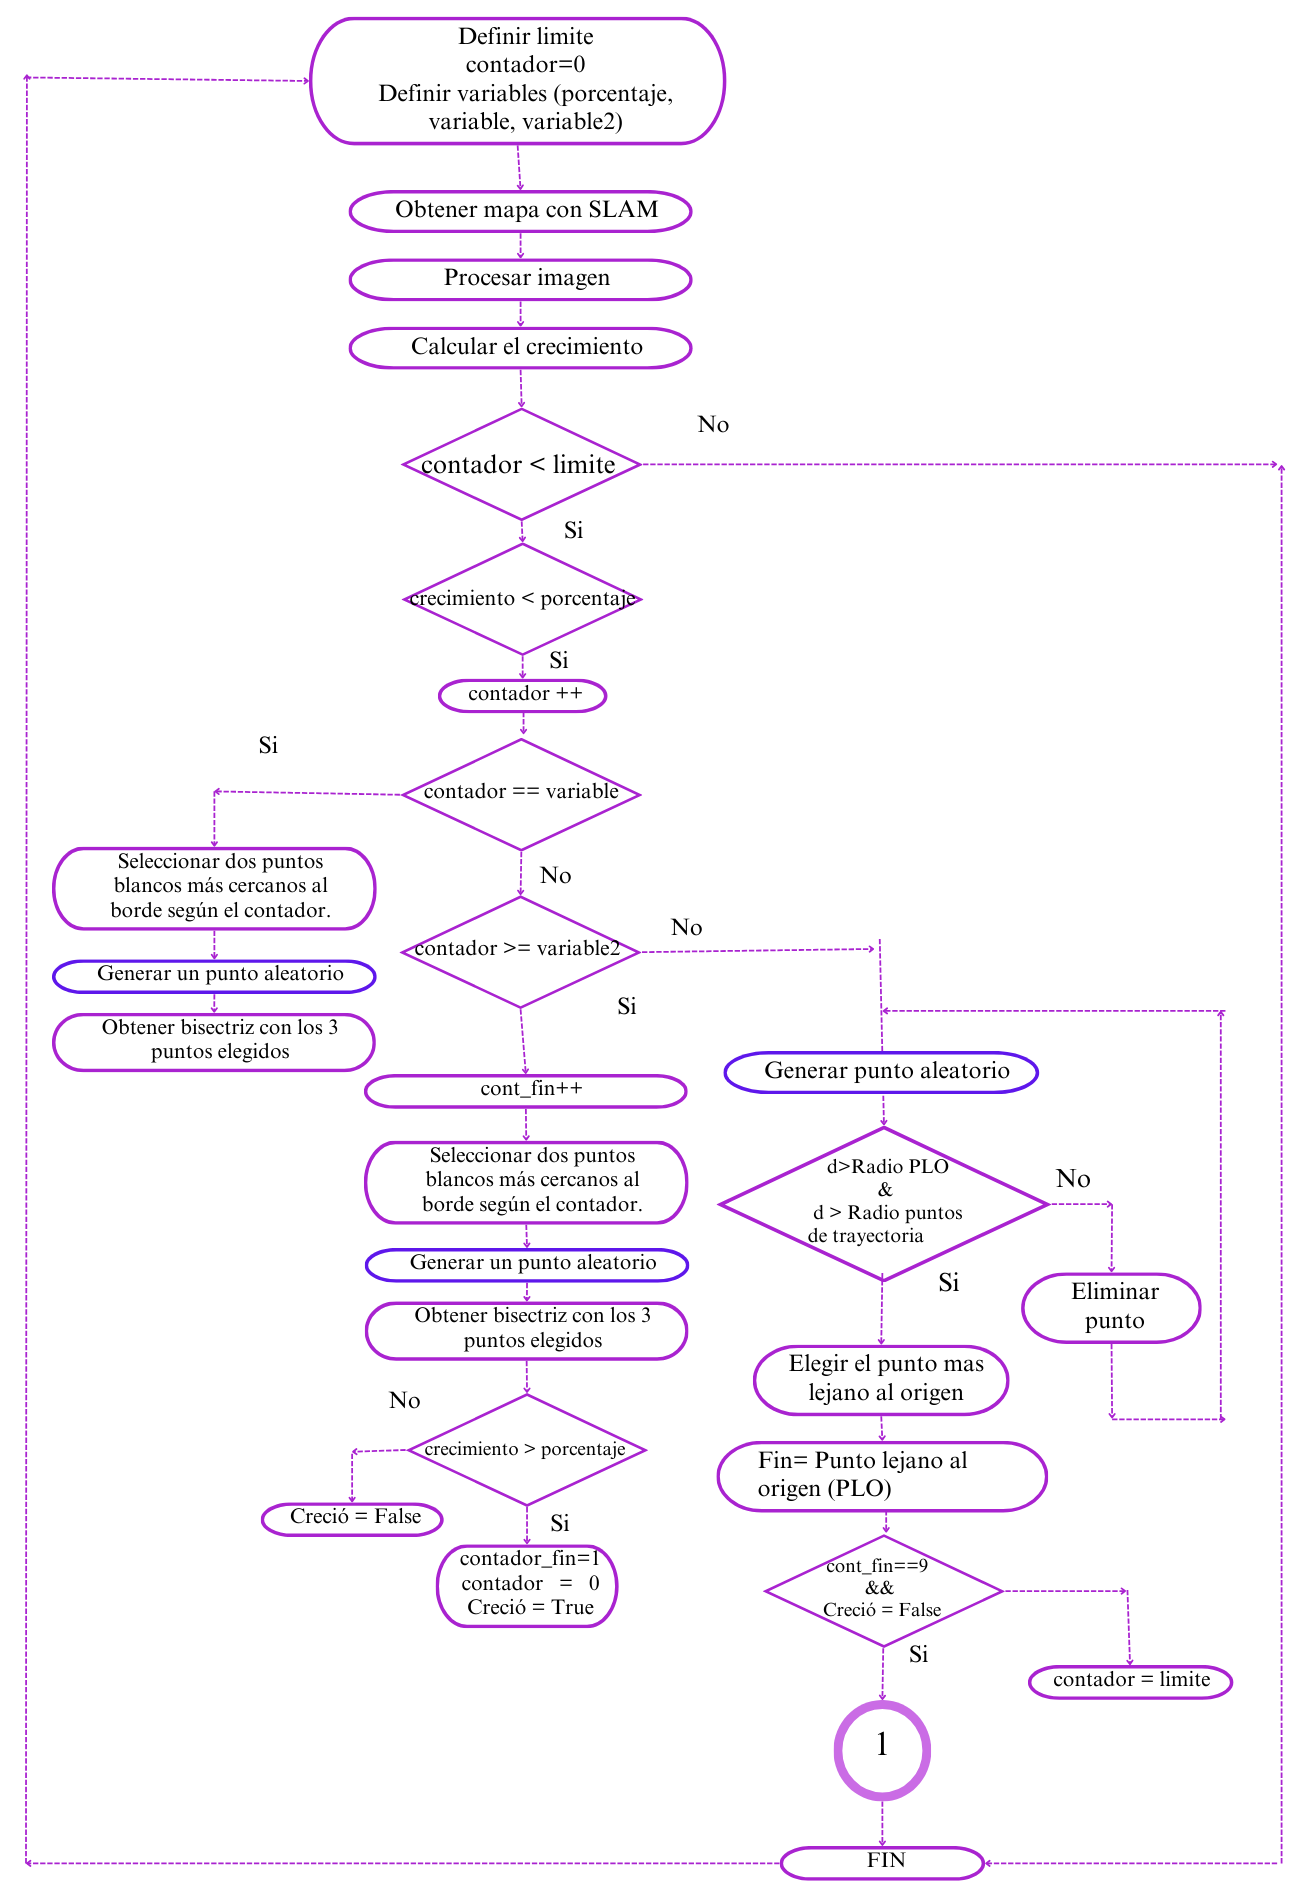 Definir limite
contador=0
Definir variables (porcentaje,
variable, variable2)
Obtener mapa con SLAM
Procesar imagen
Calcular el crecimiento
No
contador < limite
Si
crecimiento < porcentaje
Si
contador ++
Si
contador == variable
Seleccionar dos puntos
blancos más cercanos al
borde según el contador.
Generar un punto aleatorio
Obtener bisectriz con los 3
puntos elegidos
No
contador >= variable2
No
Si
cont_fin++
Seleccionar dos puntos
blancos más cercanos al
borde según el contador.
Generar un punto aleatorio
Obtener bisectriz con los 3
puntos elegidos
No
crecimiento > porcentaje
Creció = False
Si
contador_fin=1
contador = 0
Creció = True
Generar punto aleatorio
d>Radio PLO
&
d > Radio puntos
de trayectoria
No
Si
Eliminar
punto
Elegir el punto mas
lejano al origen
Fin= Punto lejano al
origen (PLO)
cont_fin==9
&&
Creció = False
Si
contador = limite
1
FIN